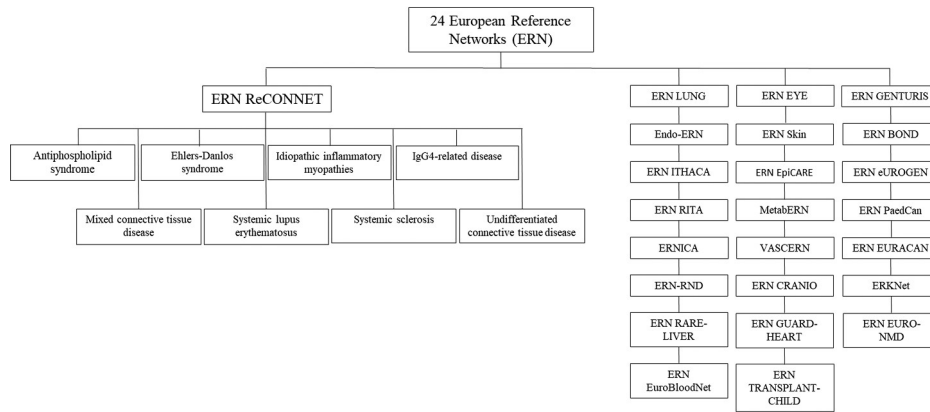 24 European Reference
Networks (ERN)
ERN ReCONNET
Antiphospholipid
syndrome
Ehlers-Danlos
syndrome
Idiopathic inflammatory
myopathies
IgG4-related disease
Mixed connective tissue
disease
Systemic lupus
erythematosus
Systemic sclerosis
Undifferentiated
connective tissue disease
ERN LUNG
Endo-ERN
ERN ITHACA
ERN RITA
ERNICA
ERN-RND
ERN RARE-
LIVER
ERN
EuroBloodNet
ERN EYE
ERN Skin
ERN EpiCARE
MetabERN
VASCERN
ERN CRANIO
ERN GUARD-
HEART
ERN
TRANSPLANT-
CHILD
ERN GENTURIS
ERN BOND
ERN eUROGEN
ERN PaedCan
ERN EURACAN
ERKNet
ERN EURO-
NMD